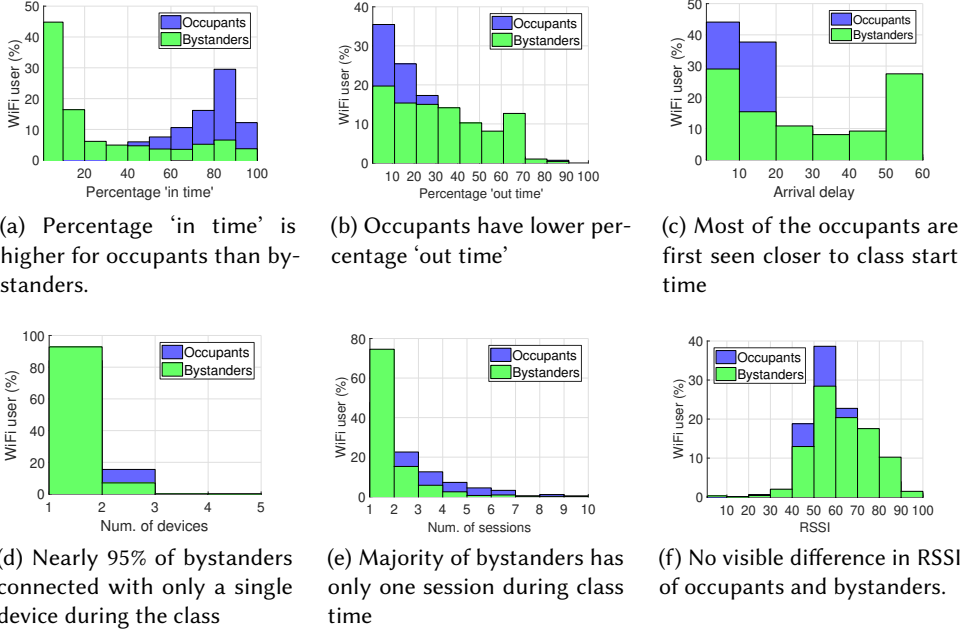 50
40
30
20
10
0
20 40 60 80 100
WiFi user (%)
Percentage 'in time'
Occupants
Bystanders
(a) Percentage 'in time' is
higher for occupants than by-
standers.
40
30
20
10
0
10 20 30 40 50 60 70 80 90 100
WiFi user (%)
Percentage 'out time'
Occupants
Bystanders
(b) Occupants have lower per-
centage 'out time'
50
40
30
20
10
0
10 20 30 40 50 60
WiFi user (%)
Arrival delay
Occupants
Bystanders
(c) Most of the occupants are
first seen closer to class start
time
100
80
60
40
20
0
1 2 3 4 5
WiFi user (%)
Num. of devices
Occupants
Bystanders
(d) Nearly 95% of bystanders
connected with only a single
device during the class
80
60
40
20
0
1 2 3 4 5 6 7 8 9 10
WiFi user (%)
Num. of sessions
Occupants
Bystanders
(e) Majority of bystanders has
only one session during class
time
40
30
20
10
0
10 20 30 40 50 60 70 80 90 100
WiFi user (%)
RSSI
Occupants
Bystanders
(f) No visible difference in RSSI
of occupants and bystanders.